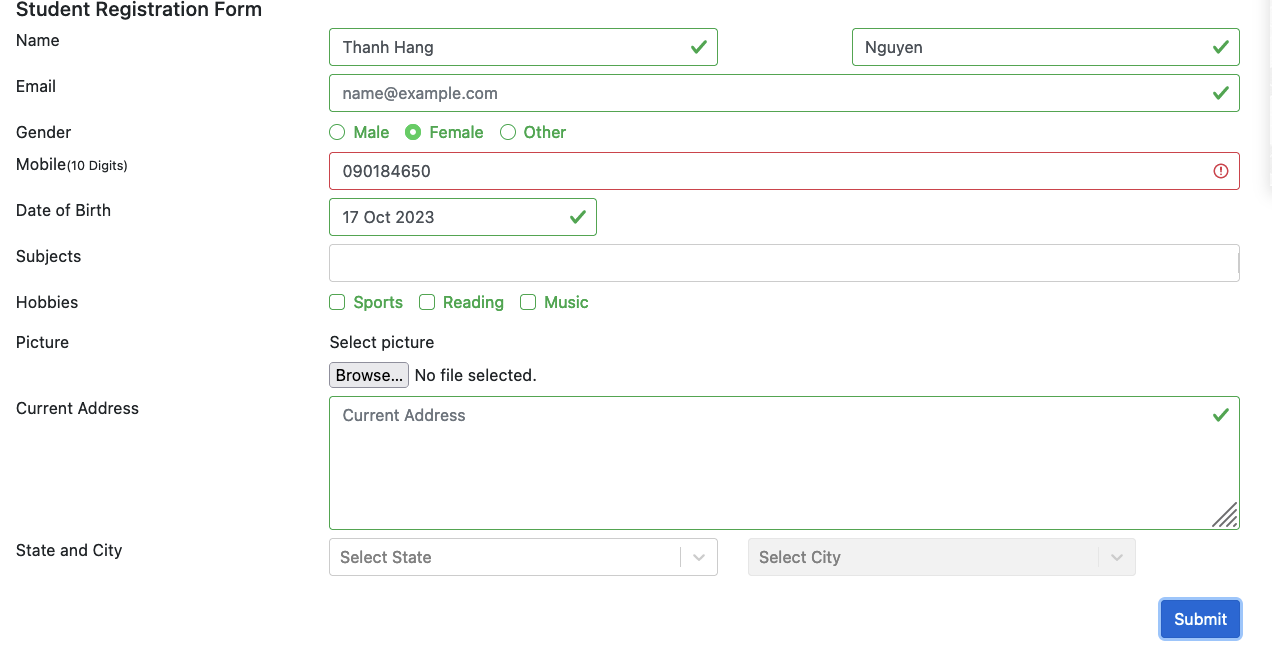 Student Registration Form
Name Thanh Hang Nguyen
Email name@example.com
Gender Male Female Other
Mobile(10 Digits) 090184650
Date of Birth 17 Oct 2023
Subjects
Hobbies Sports Reading Music
Picture Select picture
Browse... No file selected.
Current Address Current Address
State and City Select State Select City
Submit